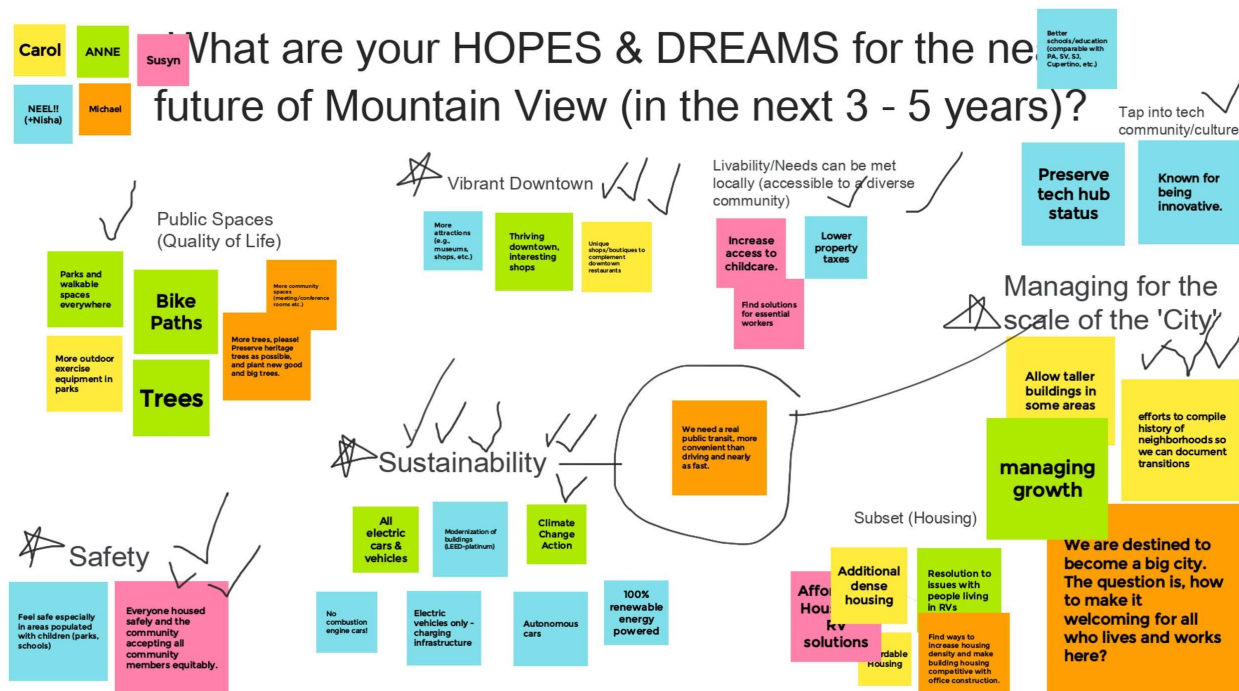 Carol
ANNE
Susyn
NEEL!!
(+Nisha)
Michael
What are your HOPES & DREAMS for the
future of Mountain View (in the next 3 - 5 years)?
Better
schools/education
(comparable with
PA, SV, SJ,
Cupertino, etc.)
Tap into tech
community/culture
Preserve
tech hub
status
Known for
being
innovative.
Public Spaces
(Quality of Life)
Parks and
walkable
spaces
everywhere
Bike
Paths
More community
spaces
(meeting/conference
rooms etc.)
More outdoor
exercise
equipment in
parks
Trees
More trees, please!
Preserve heritage
trees as possible,
and plant new good
and big trees.
Vibrant Downtown
More
attractions
(e.g.,
museums,
shops, etc.)
Thriving
downtown,
interesting
shops
Unique
shops/boutiques to
complement
downtown
restaurants
Livability/Needs can be met
locally (accessible to a diverse
community)
Increase
access to
childcare.
Lower
property
taxes
Find solutions
for essential
workers
Managing for the
scale of the 'City'
Allow taller
buildings in
some areas
efforts to compile
history of
neighborhoods so
we can document
transitions
managing
growth
We are destined to
become a big city.
The question is, how
to make it
welcoming for all
who lives and works
here?
Subset (Housing)
Additional
dense
housing
Resolution to
issues with
people living
in RVs
RV
solutions
Housing
Find ways to
increase housing
density and make
building housing
competitive with
office construction.
We need a real
public transit, more
convenient than
driving and nearly
as fast.
Sustainability
All
electric
cars &
vehicles
Modernization of
buildings
(LEED-platinum)
Climate
Change
Action
No
combustion
engine cars!
Electric
vehicles only -
charging
infrastructure
Autonomous
cars
100%
renewable
energy
powered
Safety
Feel safe especially
in areas populated
with children (parks,
schools)
Everyone housed
safely and the
community
accepting all
community
members equitably.